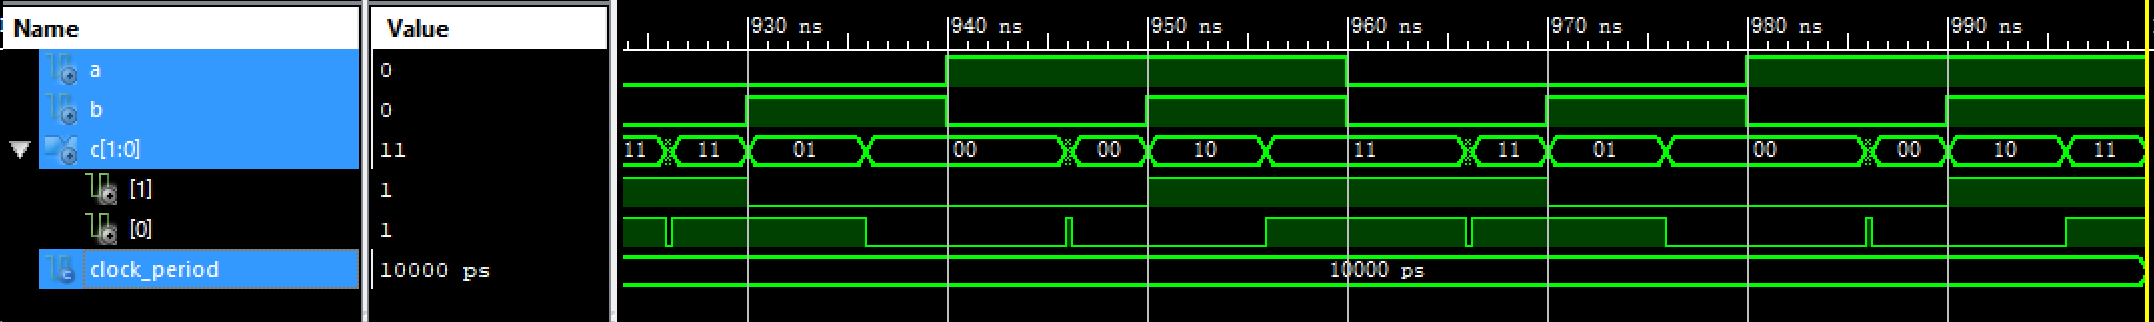 Name Value 930 ns 940 ns 950 ns 960 ns 970 ns 980 ns 990 ns
a 0
b 0
c[1:0] 11 11 11 01 00 00 10 11 11 01 00 00 10 11
[1] 1
[0] 1
clock_period 10000 ps 10000 ps